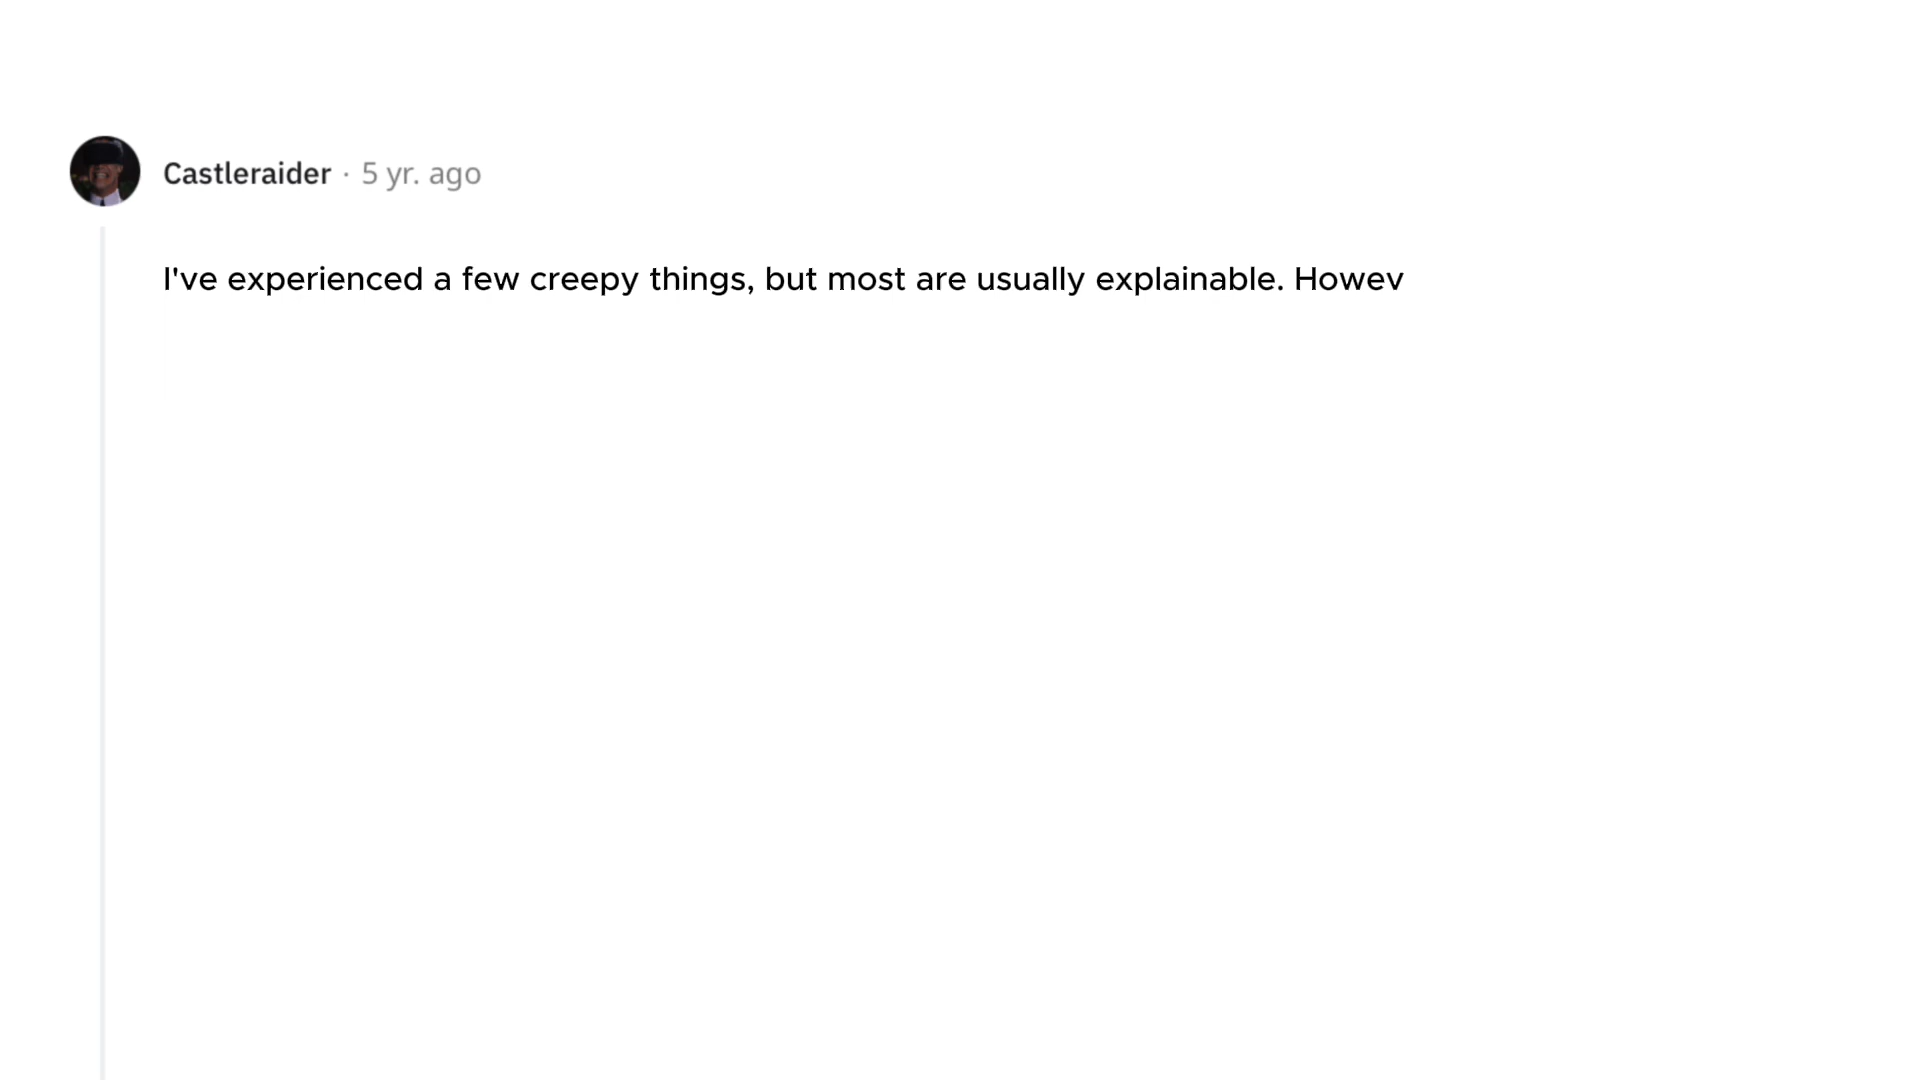 Castleraider · 5 yr. ago
I've experienced a few creepy things, but most are usually explainable. Howev